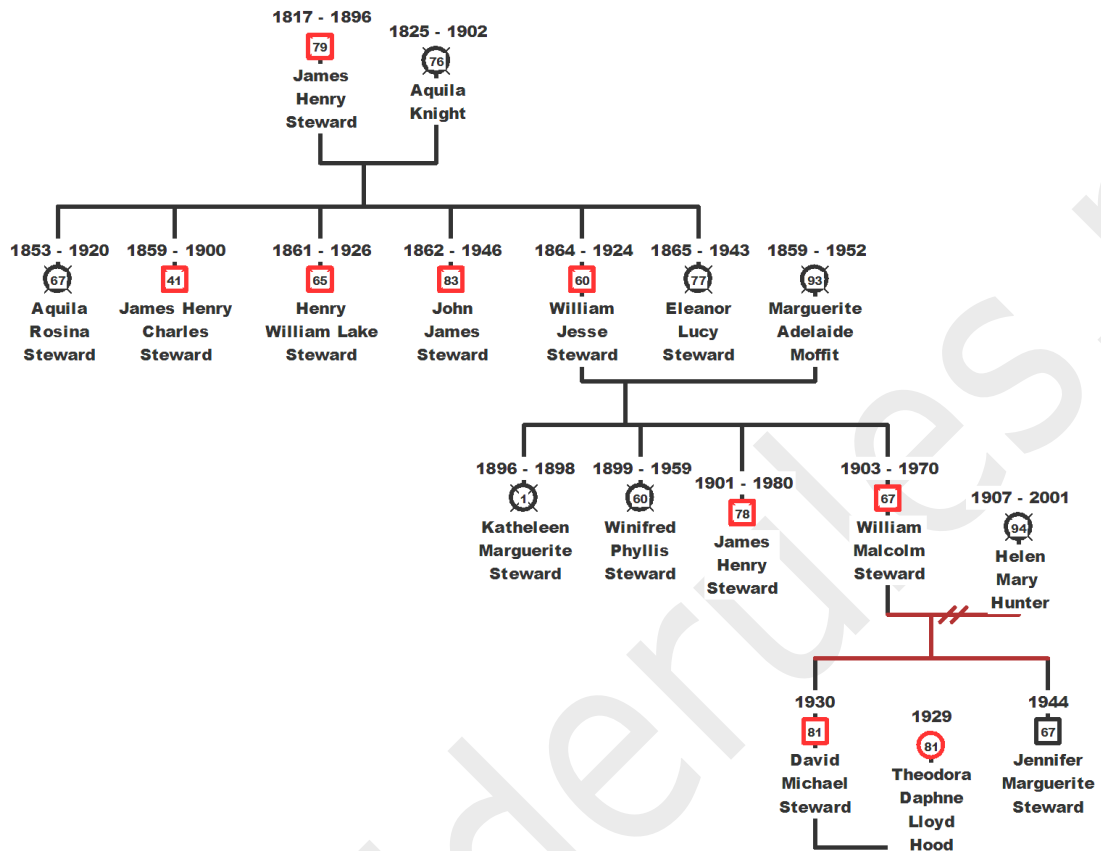 1817 - 1896
79
James
Henry
Steward
1825 - 1902
76
Aquila
Knight
1853 - 1920
67
Aquila
Rosina
Steward
1859 - 1900
41
James Henry
Charles
Steward
1861 - 1926
65
Henry
William Lake
Steward
1862 - 1946
83
John
James
Steward
1864 - 1924
60
William
Jesse
Steward
1865 - 1943
77
Eleanor
Lucy
Steward
1859 - 1952
93
Marguerite
Adelaide
Moffit
1896 - 1898
1
Katheleen
Marguerite
Steward
1899 - 1959
60
Winifred
Phyllis
Steward
1901 - 1980
78
James
Henry
Steward
1903 - 1970
67
William
Malcolm
Steward
1907 - 2001
94
Helen
Mary
Hunter
1930
81
David
Michael
Steward
1929
81
Theodora
Daphne
Lloyd
Hood
1944
67
Jennifer
Marguerite
Steward